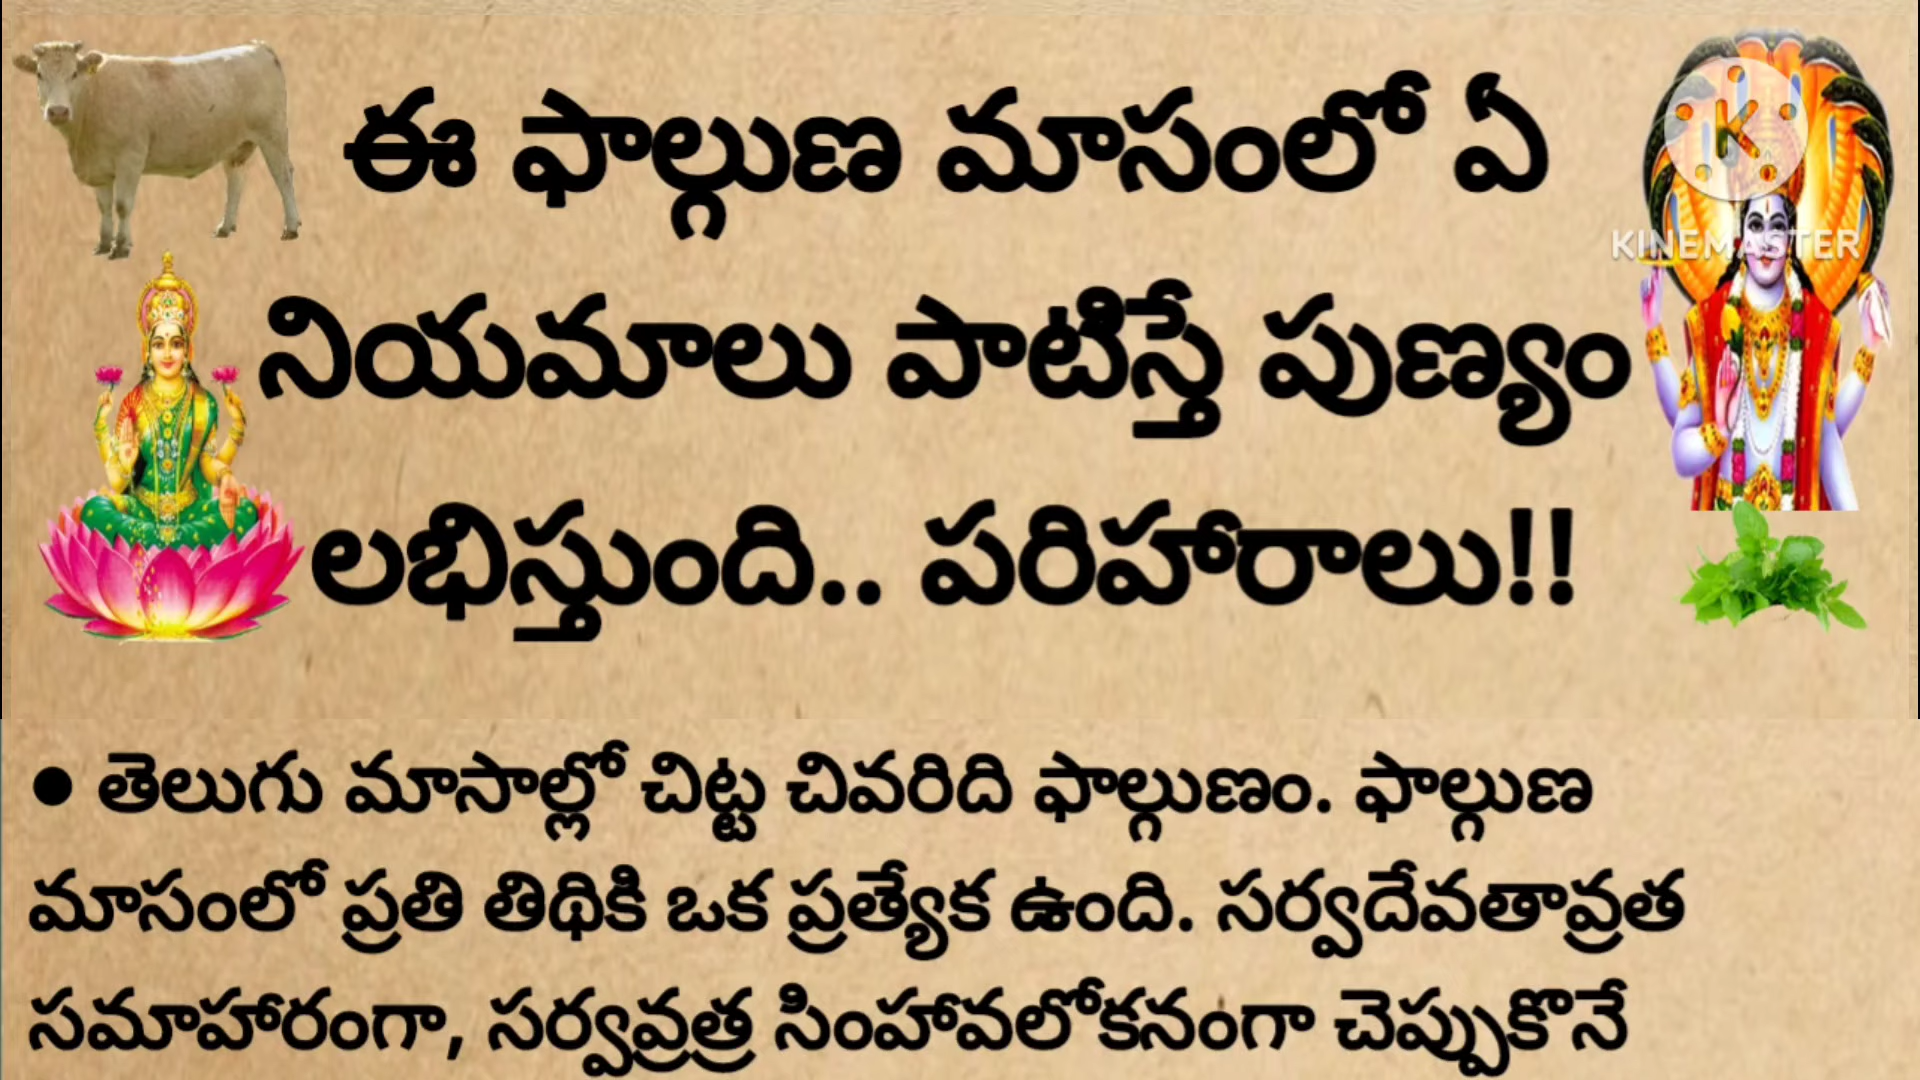 ఈ ఫాల్గుణ మాసంలో ఏ
నియమాలు పాటిస్తే పుణ్యం
లభిస్తుంది.. పరిహారాలు!!
K
KINEMASTER
● తెలుగు మాసాల్లో చిట్ట చివరిది ఫాల్గుణం. ఫాల్గుణ
మాసంలో ప్రతి తిథికి ఒక ప్రత్యేక ఉంది. సర్వదేవతావ్రత
సమాహారంగా, సర్వవ్రత్ర సింహావలోకనంగా చెప్పుకొనే